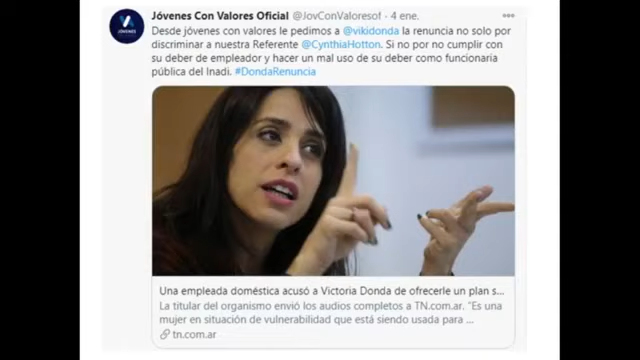 Jóvenes Con Valores Oficial @JovConValoresof · 4 ene.
Desde jóvenes con valores le pedimos a @vikidonda la renuncia no solo por
discriminar a nuestra Referente @CynthiaHotton. Si no por no cumplir con
su deber de empleador y hacer un mal uso de su deber como funcionaria
pública del Inadi. #DondaRenuncia
JÓVENES
Una empleada doméstica acusó a Victoria Donda de ofrecerle un plan s...
La titular del organismo envió los audios completos a TN.com.ar. "Es una
mujer en situación de vulnerabilidad que está siendo usada para ...
tn.com.ar